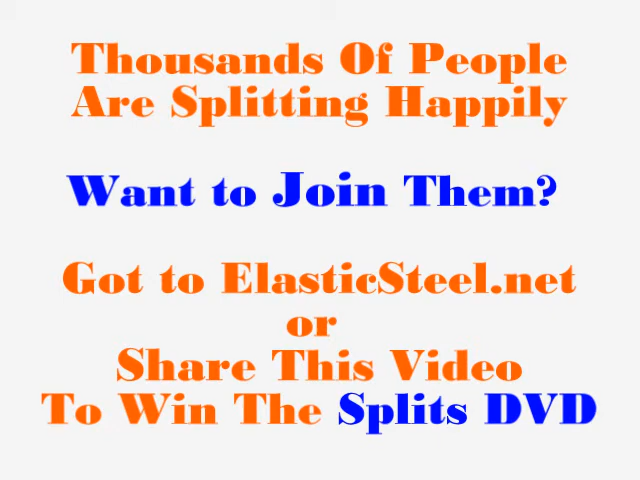 Thousands Of People
Are Splitting Happily
Want to Join Them?
Got to ElasticSteel.net
or
Share This Video
To Win The Splits DVD